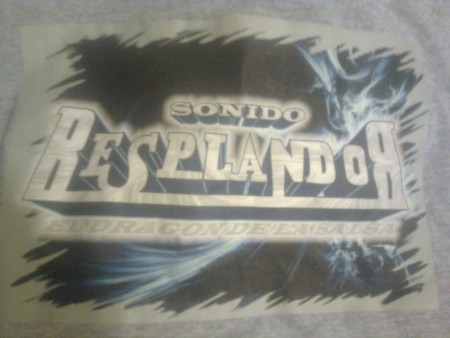 SONIDO
RESPLANDOR
EL DRAGON DE LA SALSA